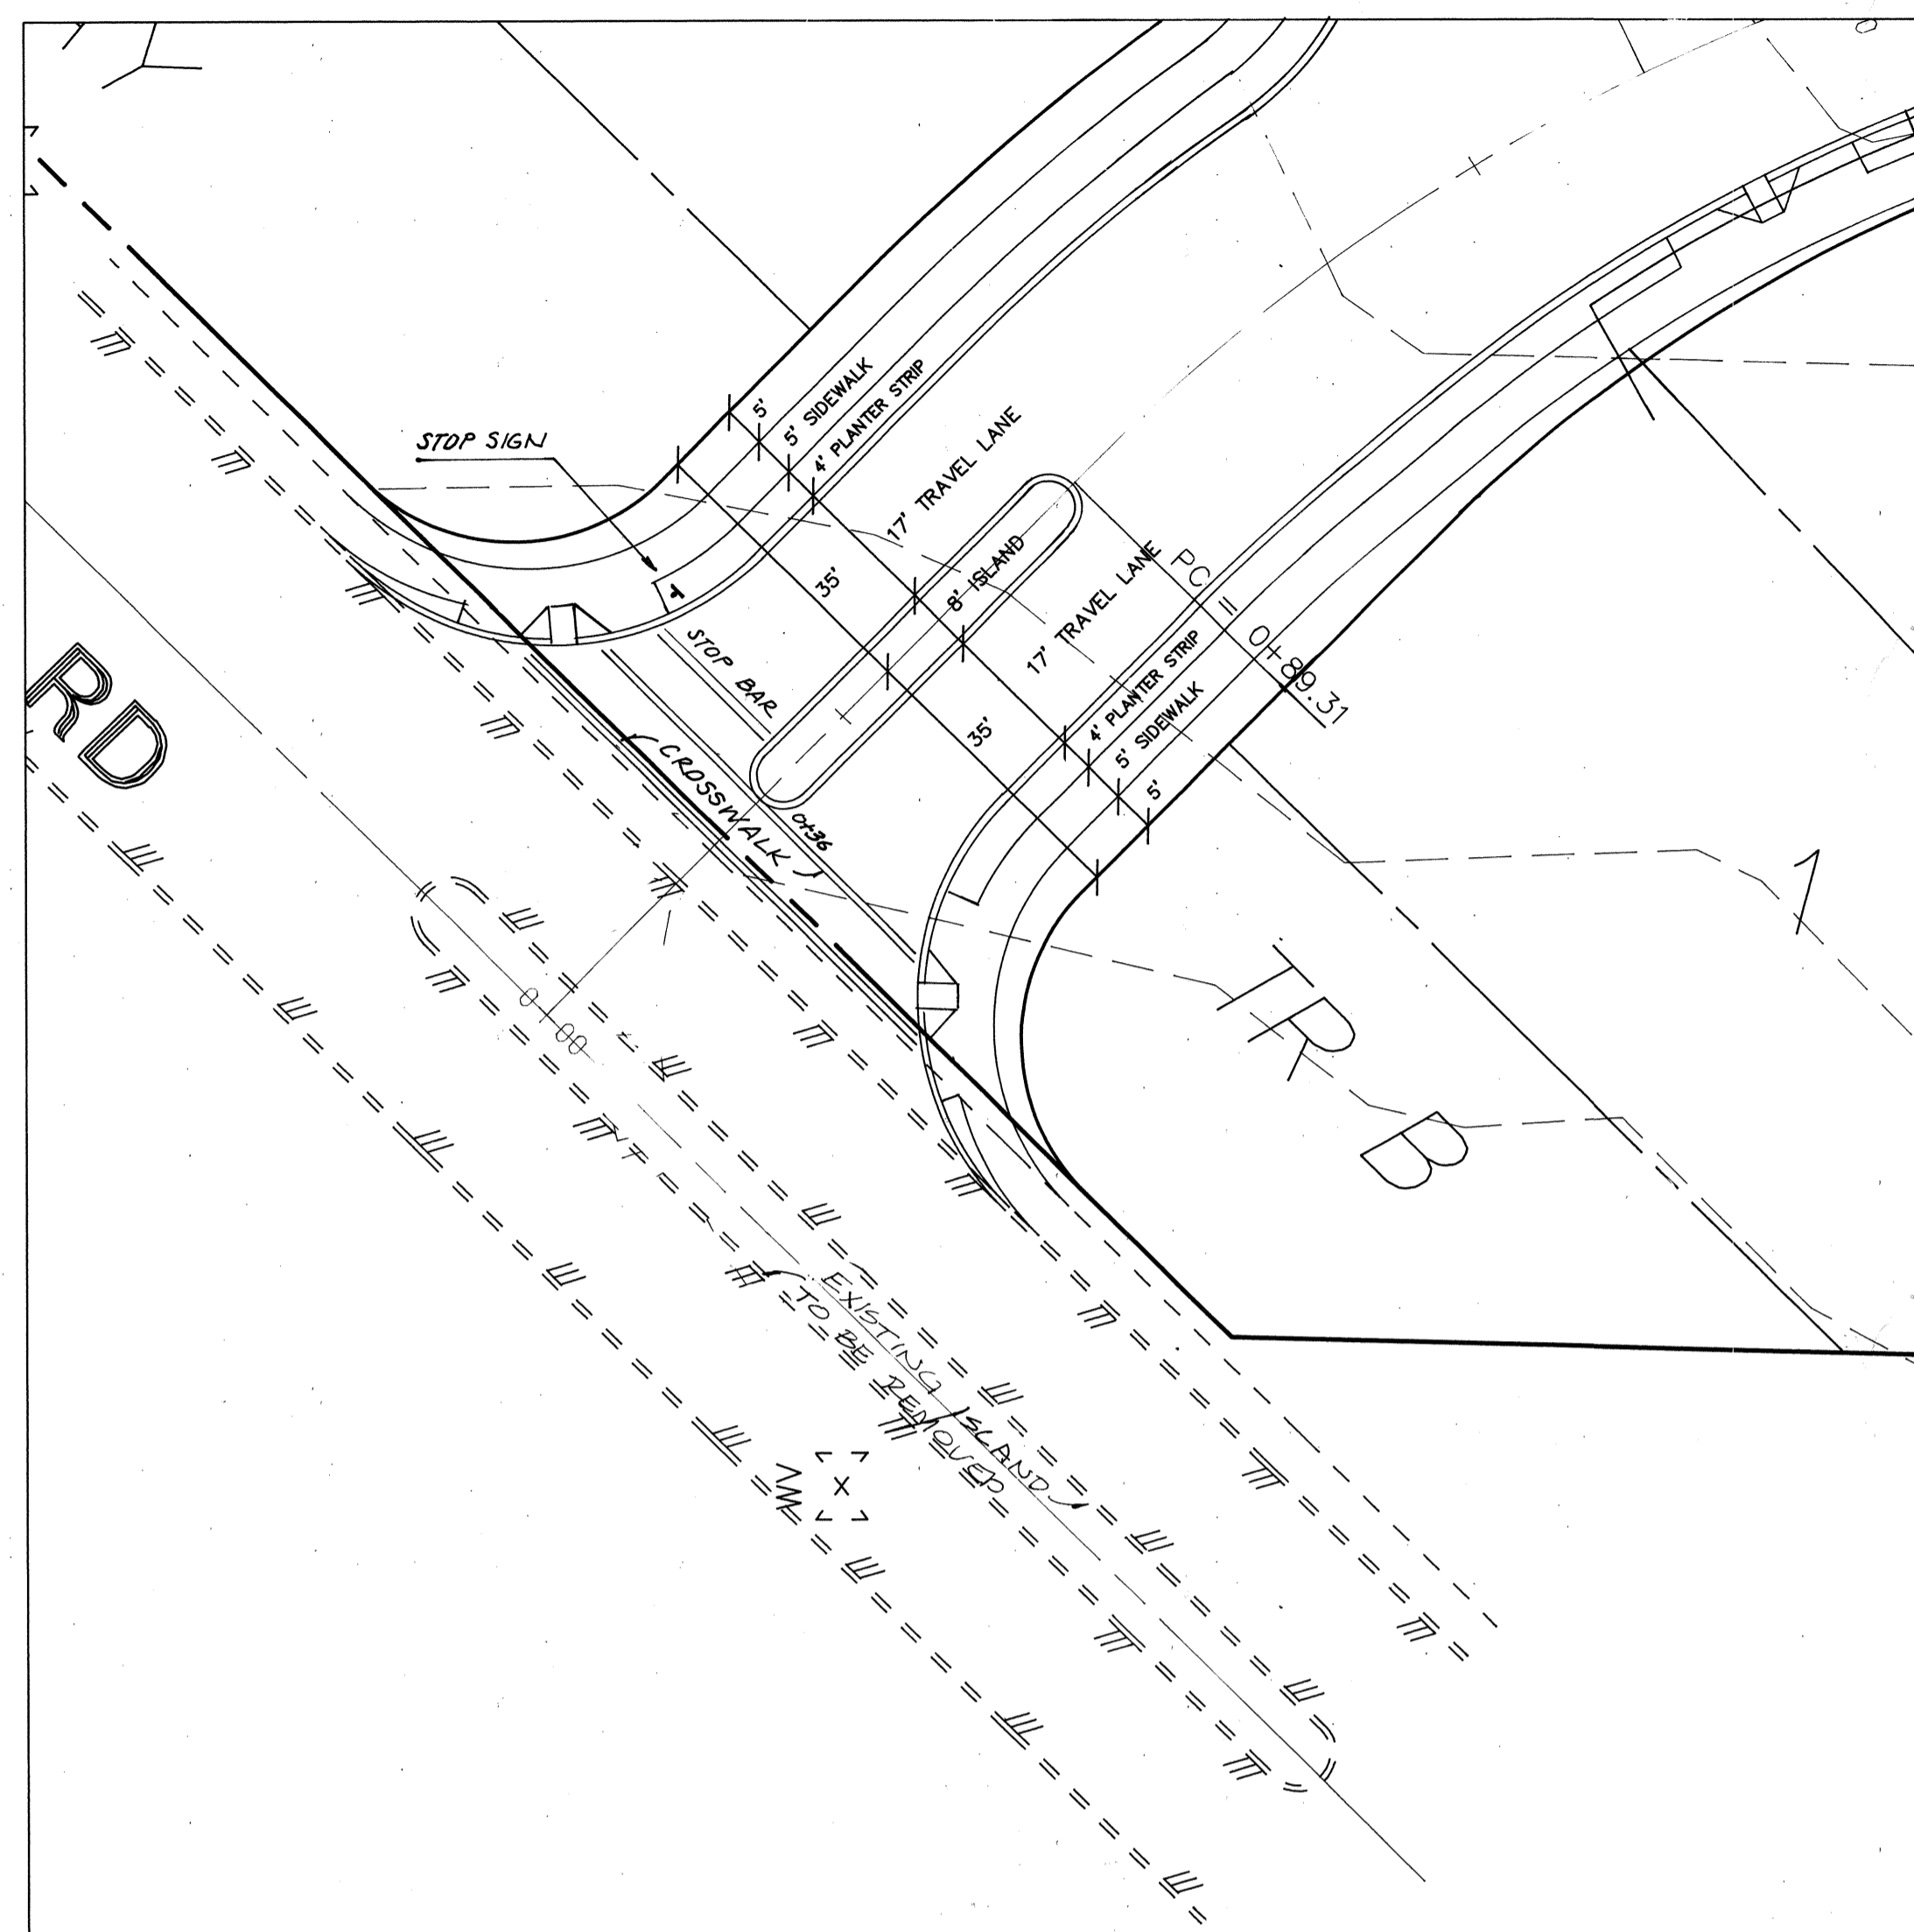 STOP SIGN
5'
5' SIDEWALK
4' PLANTER STRIP
17' TRAVEL LANE
35'
8' ISLAND
17' TRAVEL LANE
35'
4' PLANTER STRIP
5' SIDEWALK
5'
PC = 0+89.31
STOP BAR
CROSSWALK
0+36
RD
TR B
1
0
00
EXISTING ISLAND
TO BE REMOVED
W
X